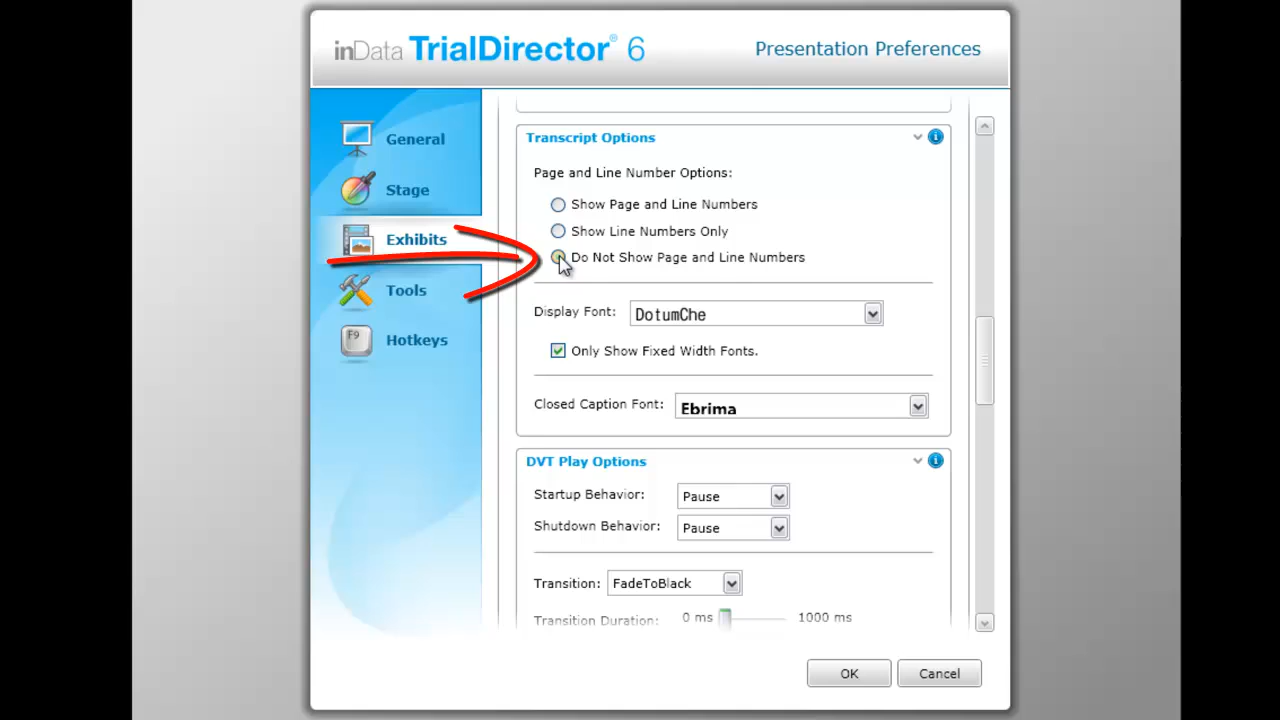 inData TrialDirector® 6
Presentation Preferences
General
Stage
Exhibits
Tools
F9
Hotkeys
Transcript Options
Page and Line Number Options:
Show Page and Line Numbers
Show Line Numbers Only
Do Not Show Page and Line Numbers
Display Font: DotumChe
Only Show Fixed Width Fonts.
Closed Caption Font: Ebrima
DVT Play Options
Startup Behavior: Pause
Shutdown Behavior: Pause
Transition: FadeToBlack
Transition Duration: 0 ms 1000 ms
OK Cancel